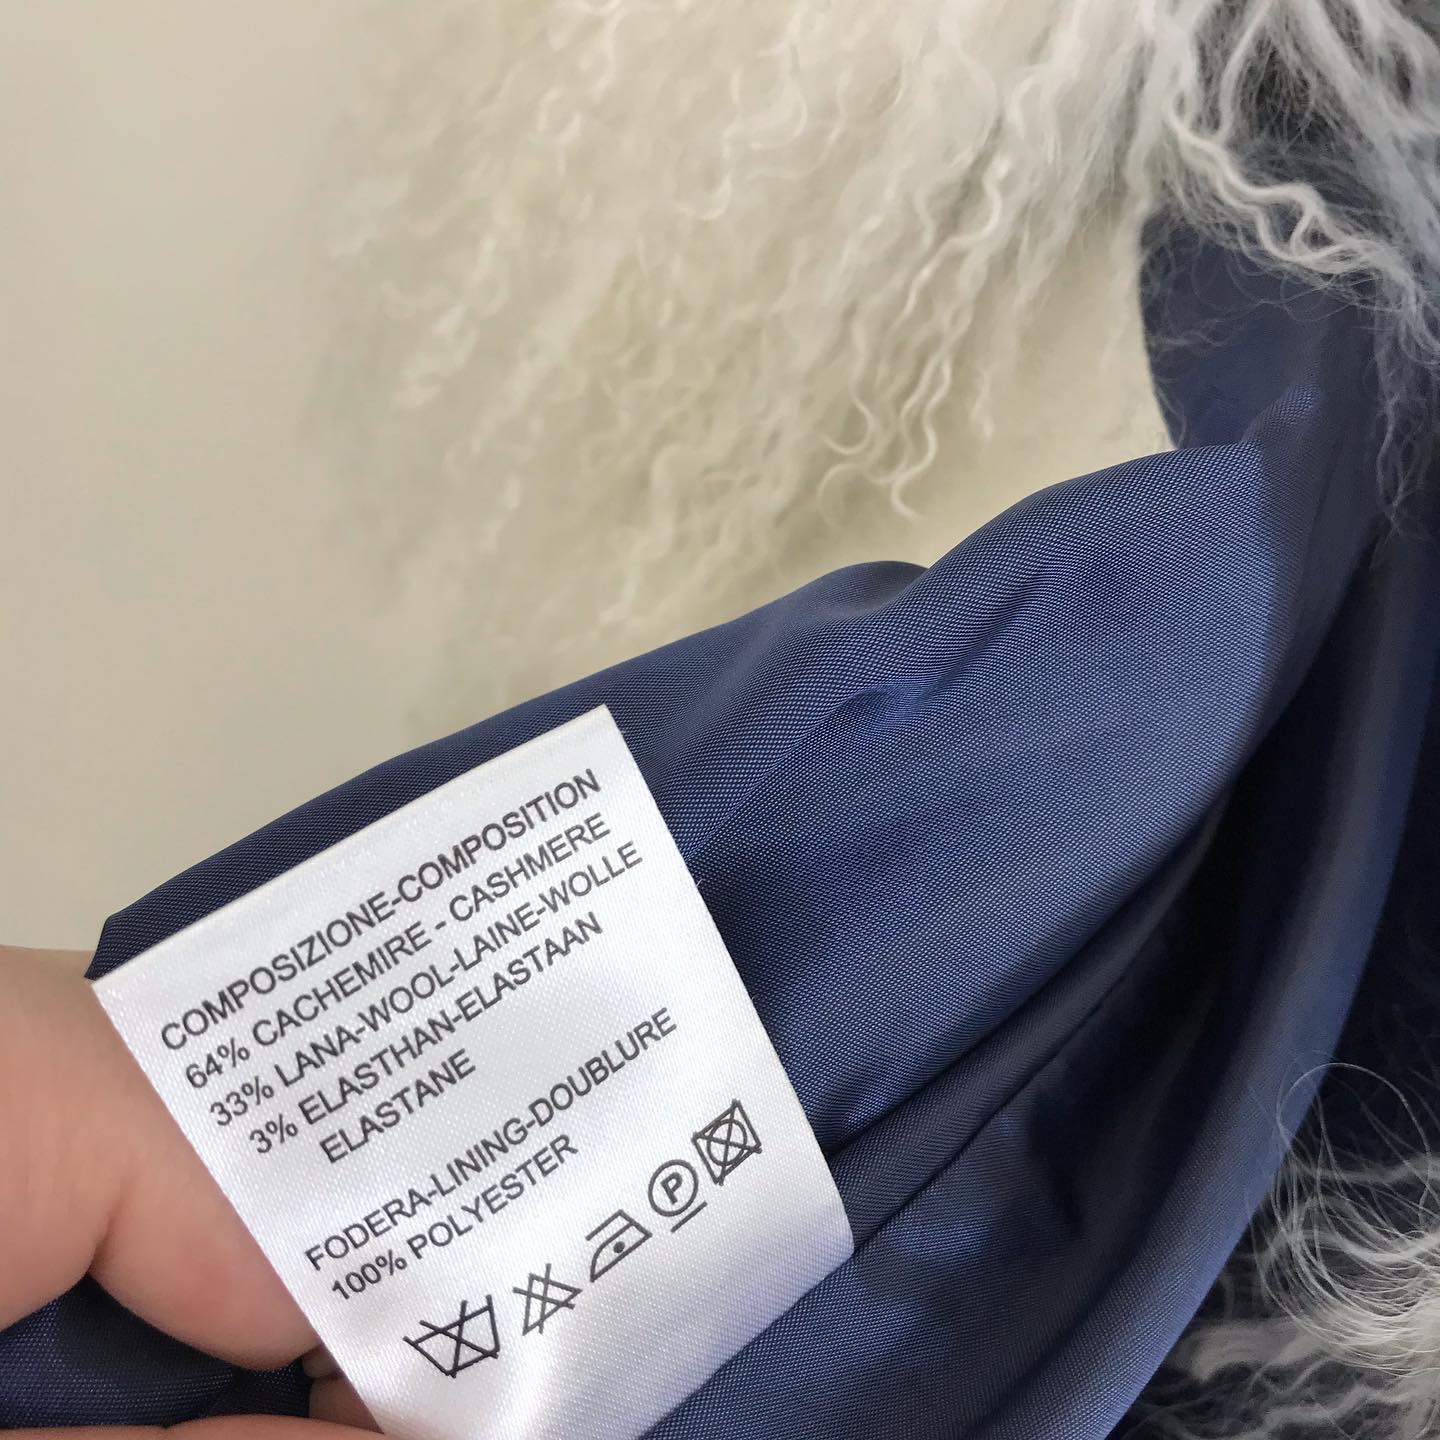 COMPOSIZIONE-COMPOSITION
64% CACHEMIRE - CASHMERE
33% LANA-WOOL-LAINE-WOLLE
3% ELASTHAN-ELASTAAN
ELASTANE
FODERA-LINING-DOUBLURE
100% POLYESTER
P